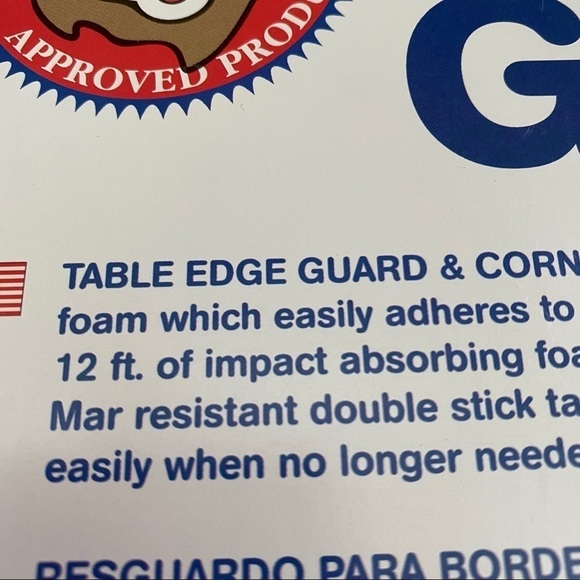 APPROVED PRODU
G
TABLE EDGE GUARD & CORN
foam which easily adheres to
12 ft. of impact absorbing foa
Mar resistant double stick ta
easily when no longer neede
RESGUARDO PARA BORDE